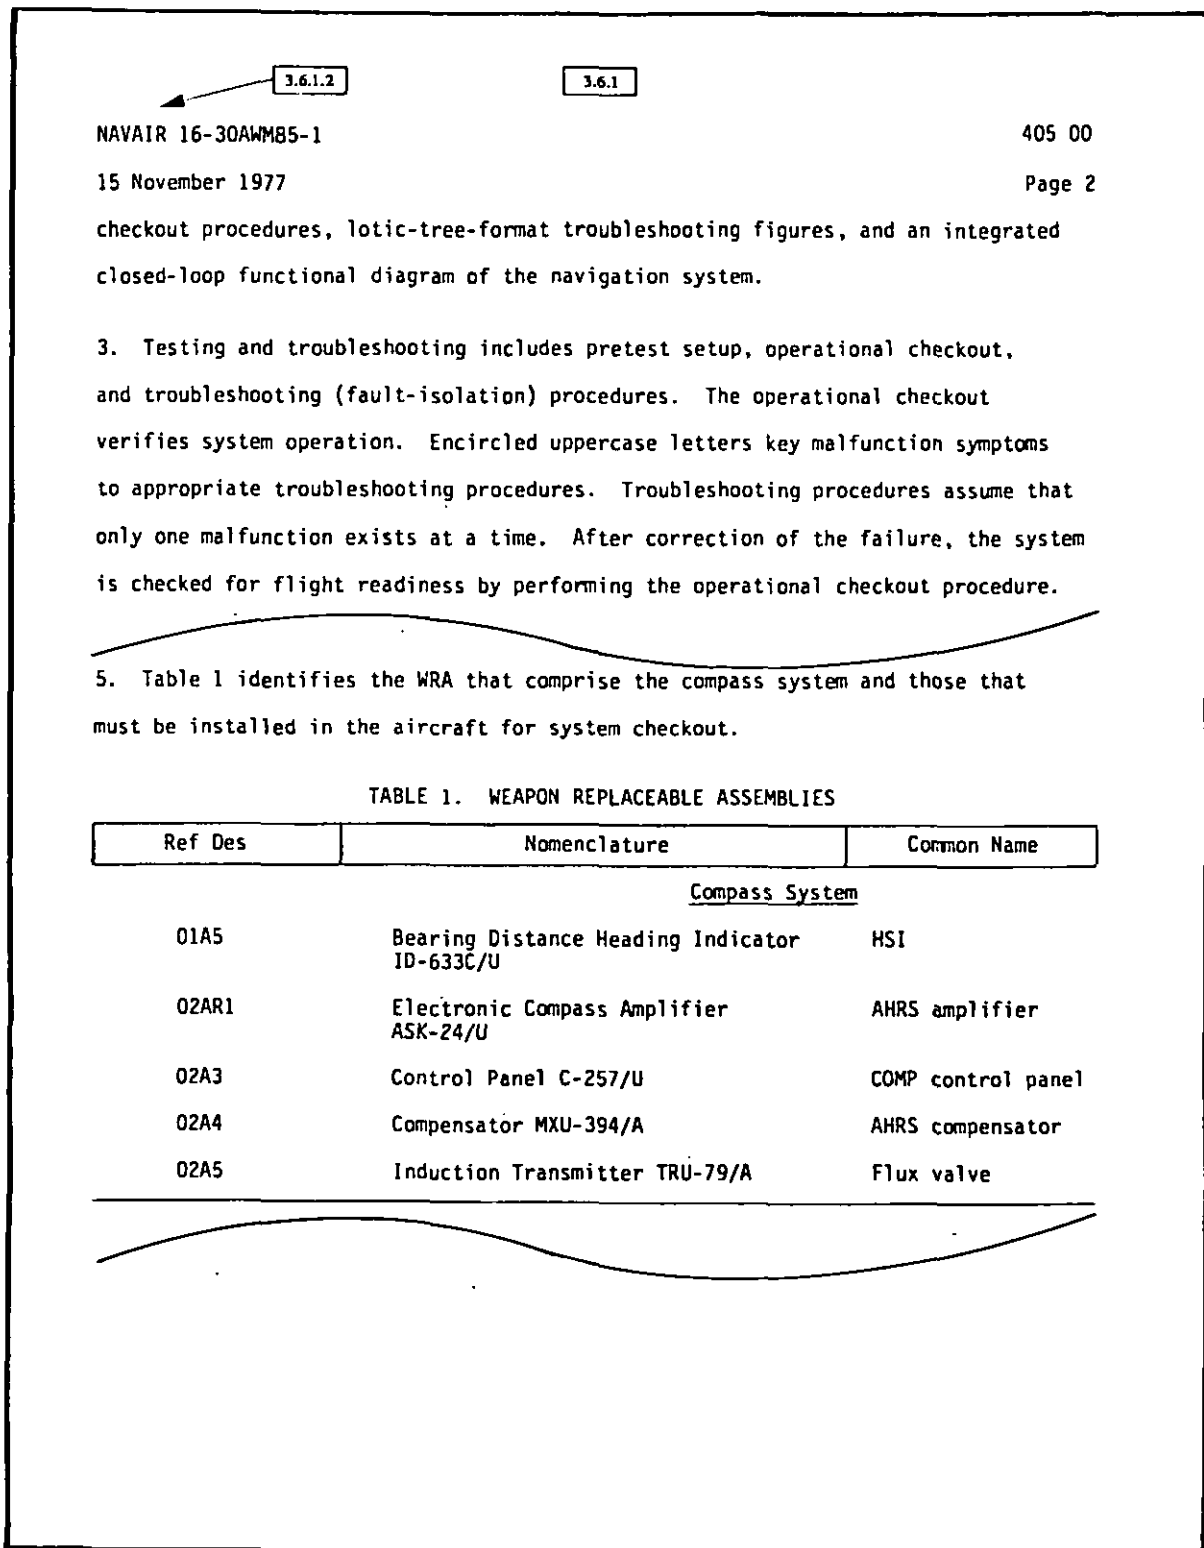 3.6.1.2 3.6.1
NAVAIR 16-30AWM85-1 405 00
15 November 1977 Page 2
checkout procedures, lotic-tree-format troubleshooting figures, and an integrated
closed-loop functional diagram of the navigation system.
3. Testing and troubleshooting includes pretest setup, operational checkout,
and troubleshooting (fault-isolation) procedures. The operational checkout
verifies system operation. Encircled uppercase letters key malfunction symptoms
to appropriate troubleshooting procedures. Troubleshooting procedures assume that
only one malfunction exists at a time. After correction of the failure, the system
is checked for flight readiness by performing the operational checkout procedure.
5. Table 1 identifies the WRA that comprise the compass system and those that
must be installed in the aircraft for system checkout.
TABLE 1. WEAPON REPLACEABLE ASSEMBLIES
Ref Des Nomenclature Common Name
Compass System
01A5 Bearing Distance Heading Indicator HSI
ID-633C/U
02AR1 Electronic Compass Amplifier AHRS amplifier
ASK-24/U
02A3 Control Panel C-257/U COMP control panel
02A4 Compensator MXU-394/A AHRS compensator
02A5 Induction Transmitter TRU-79/A Flux valve